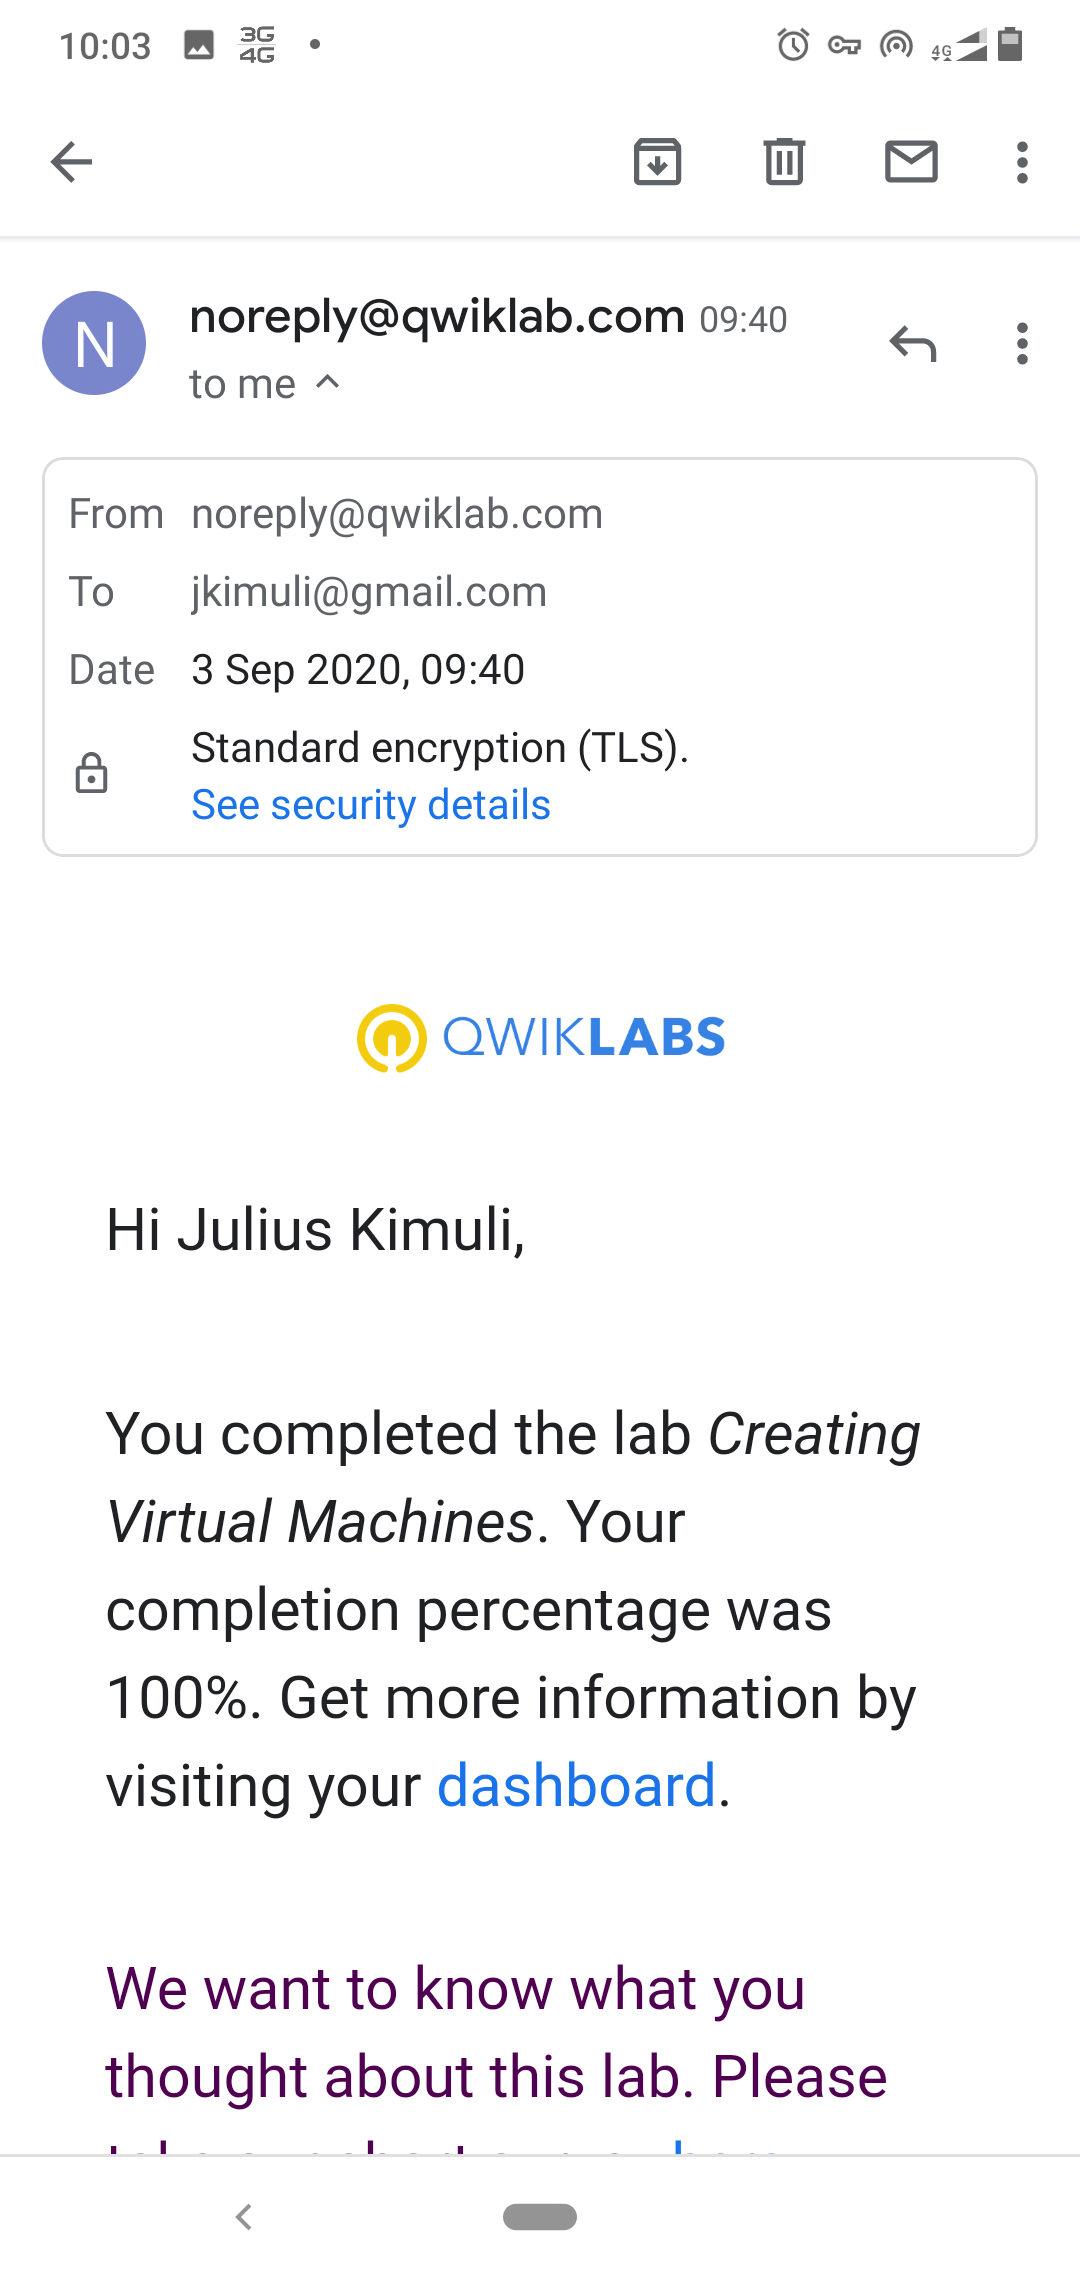 10:03
3G
4G
4G
N
noreply@qwiklab.com 09:40
to me
From noreply@qwiklab.com
To jkimuli@gmail.com
Date 3 Sep 2020, 09:40
Standard encryption (TLS).
See security details
QWIKLABS
Hi Julius Kimuli,
You completed the lab Creating
Virtual Machines. Your
completion percentage was
100%. Get more information by
visiting your dashboard.
We want to know what you
thought about this lab. Please